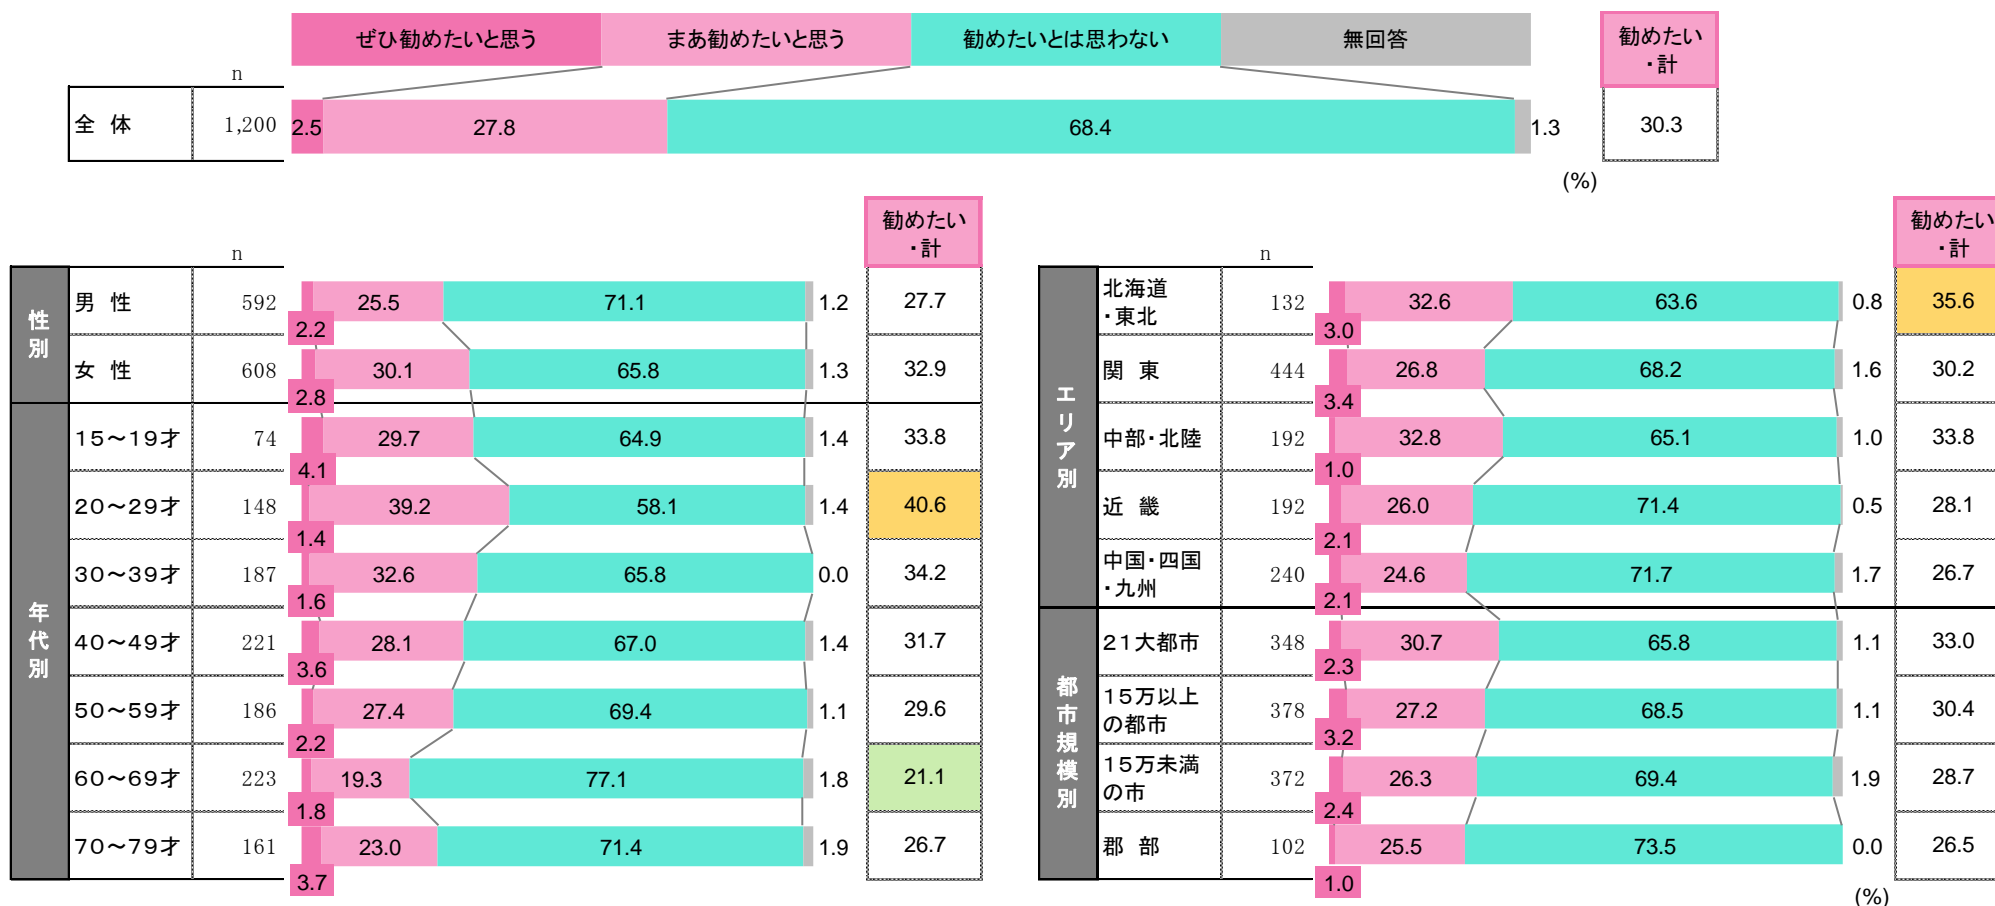 ぜひ勧めたいと思う まあ勧めたいと思う 勧めたいとは思わない 無回答 勧めたい
・計
n
全 体 1,200 2.5 27.8 68.4 1.3 30.3
(%)
勧めたい
・計
n
性別
男 性 592 2.2 25.5 71.1 1.2 27.7
女 性 608 2.8 30.1 65.8 1.3 32.9
年代別
15~19才 74 4.1 29.7 64.9 1.4 33.8
20~29才 148 1.4 39.2 58.1 1.4 40.6
30~39才 187 1.6 32.6 65.8 0.0 34.2
40~49才 221 3.6 28.1 67.0 1.4 31.7
50~59才 186 2.2 27.4 69.4 1.1 29.6
60~69才 223 1.8 19.3 77.1 1.8 21.1
70~79才 161 3.7 23.0 71.4 1.9 26.7
勧めたい
・計
n
エリア別
北海道
・東北 132 3.0 32.6 63.6 0.8 35.6
関 東 444 3.4 26.8 68.2 1.6 30.2
中部・北陸 192 1.0 32.8 65.1 1.0 33.8
近 畿 192 2.1 26.0 71.4 0.5 28.1
中国・四国
・九州 240 2.1 24.6 71.7 1.7 26.7
都市規模別
21大都市 348 2.3 30.7 65.8 1.1 33.0
15万以上
の都市 378 3.2 27.2 68.5 1.1 30.4
15万未満
の市 372 2.4 26.3 69.4 1.9 28.7
郡 部 102 1.0 25.5 73.5 0.0 26.5
(%)